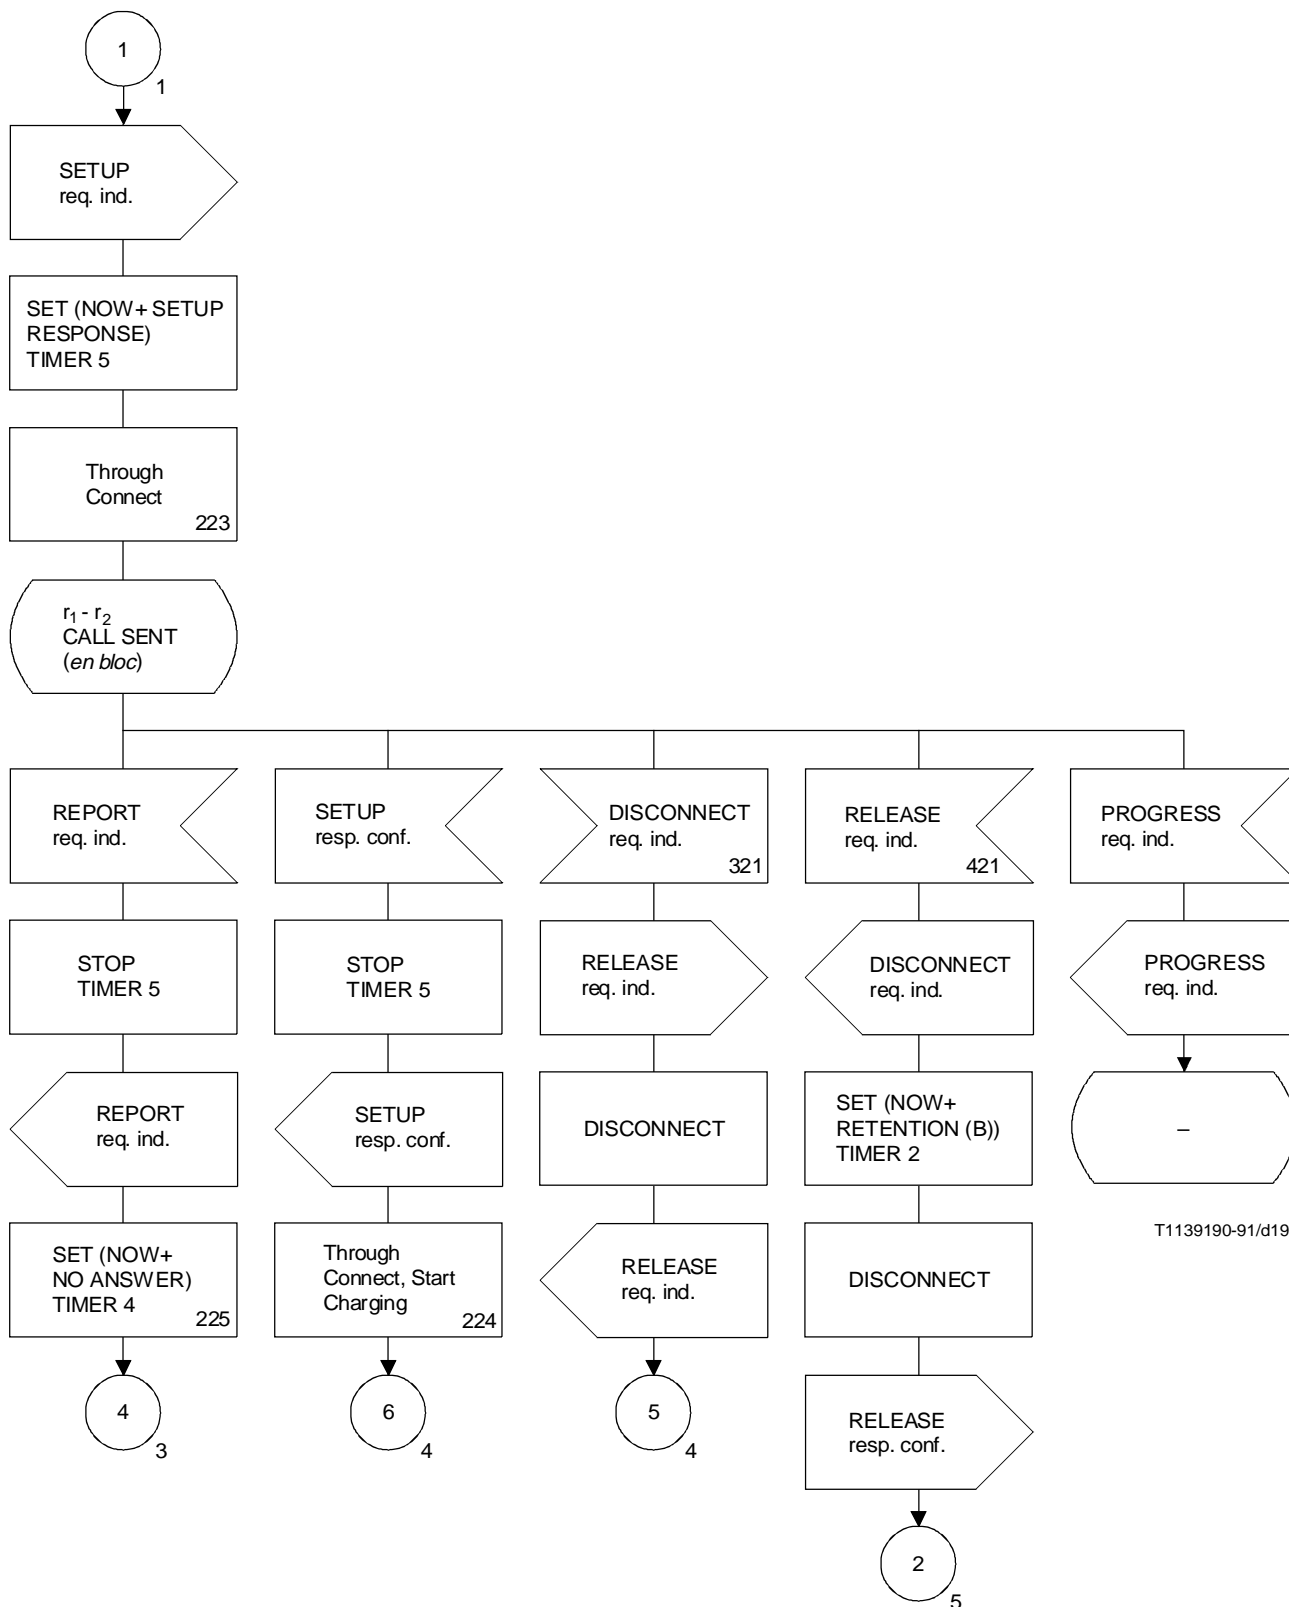 1
1
SETUP
req. ind.
SET (NOW+ SETUP
RESPONSE)
TIMER 5
Through
Connect
223
r1 - r2
CALL SENT
(en bloc)
REPORT
req. ind.
SETUP
resp. conf.
DISCONNECT
req. ind.
321
RELEASE
req. ind.
421
PROGRESS
req. ind.
STOP
TIMER 5
STOP
TIMER 5
RELEASE
req. ind.
DISCONNECT
req. ind.
PROGRESS
req. ind.
REPORT
req. ind.
SETUP
resp. conf.
DISCONNECT
SET (NOW+
RETENTION (B))
TIMER 2
–
T1139190-91/d19
SET (NOW+
NO ANSWER)
TIMER 4
225
Through
Connect, Start
Charging
224
RELEASE
req. ind.
DISCONNECT
4
3
6
4
5
4
RELEASE
resp. conf.
2
5